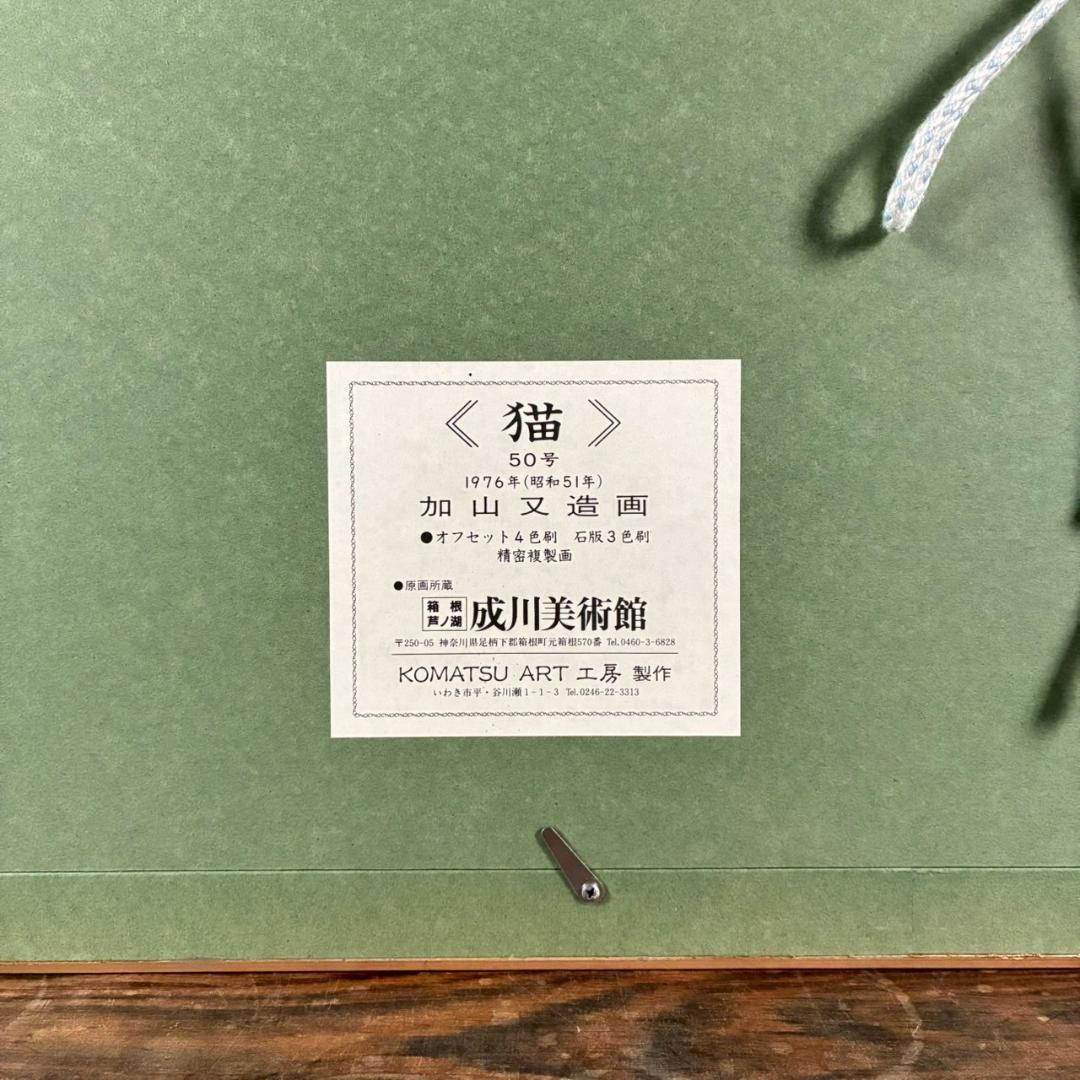 《猫》
50号
1976年(昭和51年)
加山又造画
●オフセット4色刷　石版3色刷
精密複製画
●原画所蔵
箱根
芦ノ湖
成川美術館
〒250-05 神奈川県足柄下郡箱根町元箱根570番 Tel.0460-3-6828
KOMATSU ART 工房 製作
いわき市平・谷川瀬1-1-3 Tel.0246-22-3313